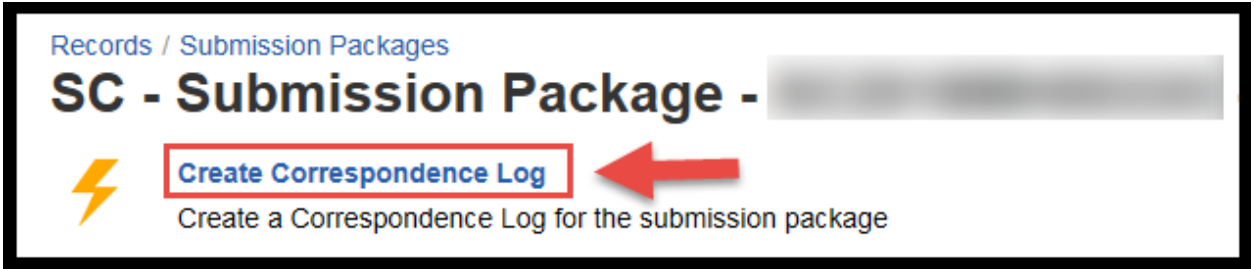 Records / Submission Packages
SC - Submission Package -
Create Correspondence Log
Create a Correspondence Log for the submission package